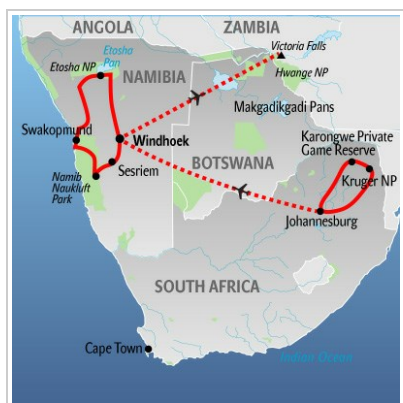 ANGOLA
ZAMBIA
Victoria Falls
Etosha NP
Etosha
Pan
NAMIBIA
Hwange NP
Makgadikgadi Pans
Swakopmund
Windhoek
Karongwe Private
Game Reserve
BOTSWANA
Sesriem
Kruger NP
Namib
Naukluft
Park
Johannesburg
SOUTH AFRICA
Cape Town
Indian Ocean